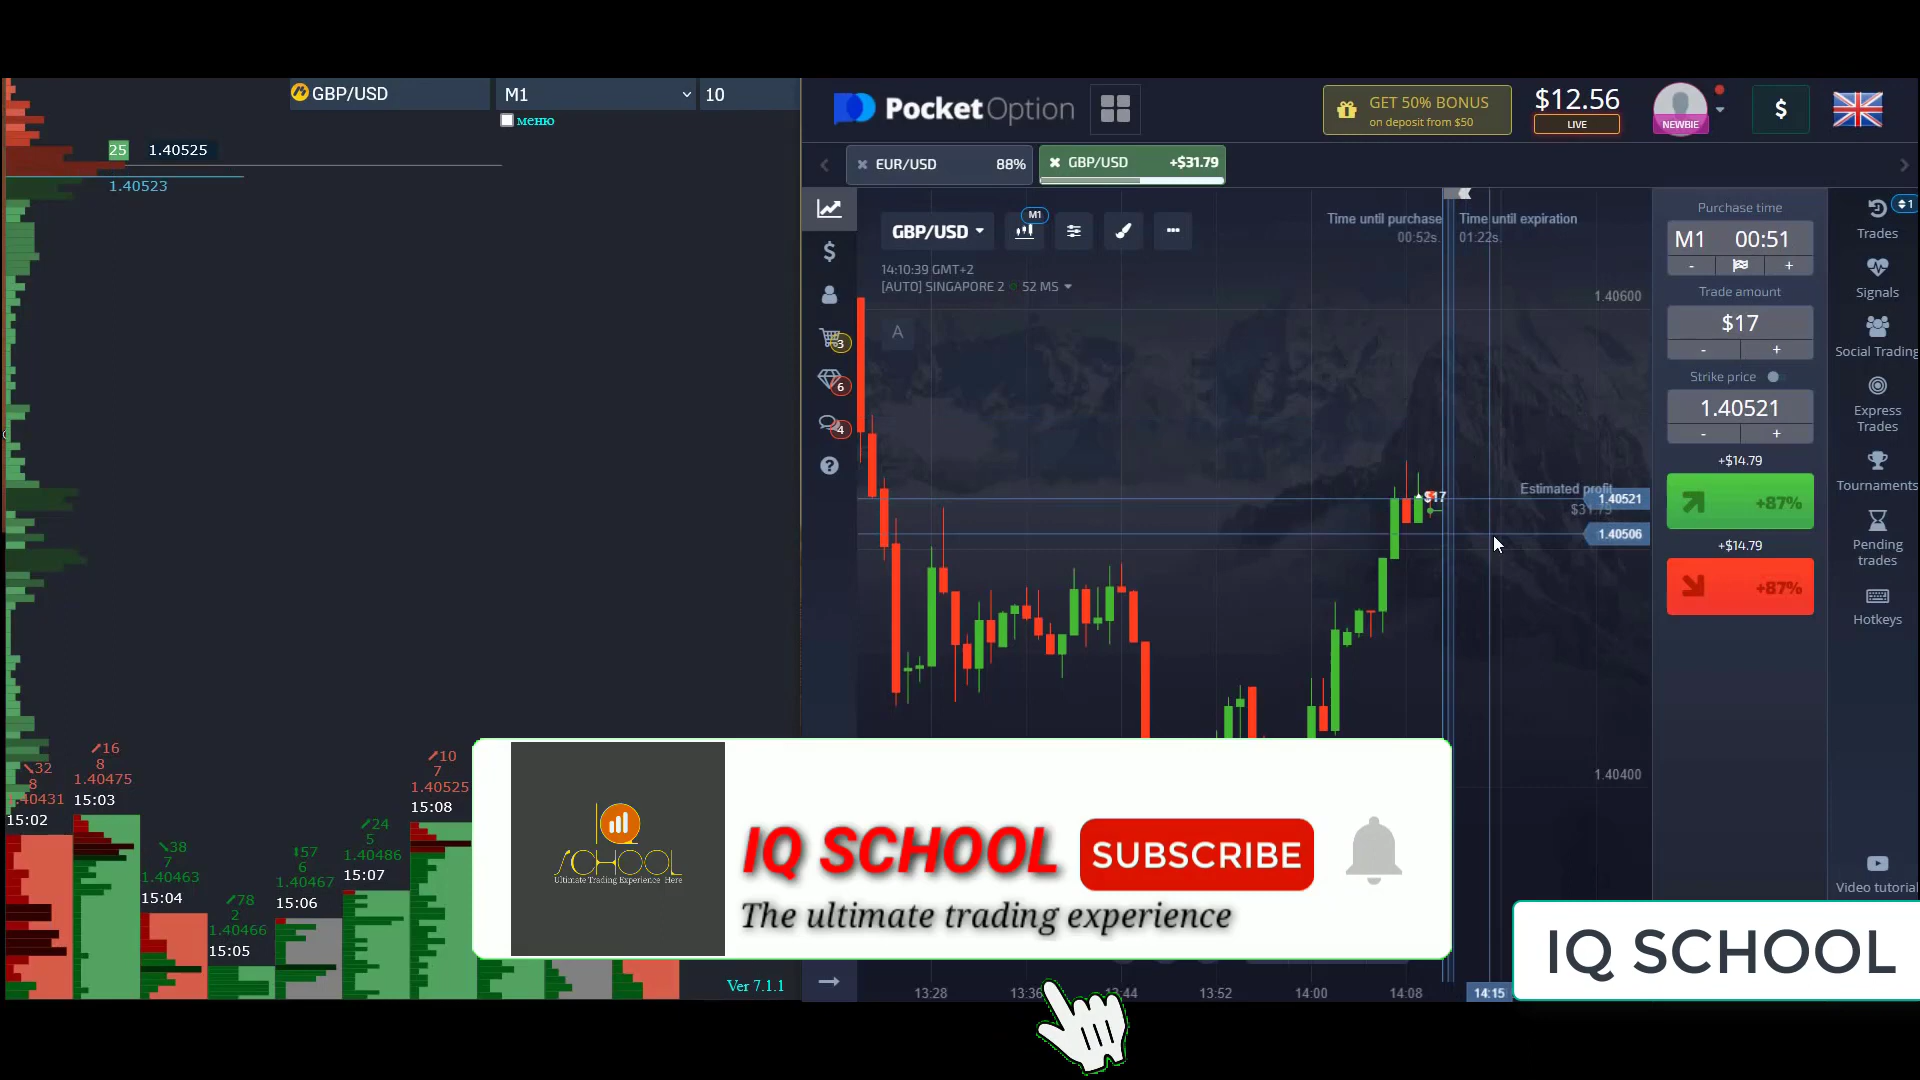 GBP/USD
M1
10
меню
25
1.40525
1.40523
PocketOption
GET 50% BONUS
on deposit from $50
$12.56
LIVE
NEWBIE
$
EUR/USD 88%
GBP/USD +$31.79
GBP/USD
M1
Time until purchase
00:52s.
Time until expiration
01:22s.
14:10:39 GMT+2
[AUTO] SINGAPORE 2
52 MS
A
3
6
4
1.40600
Estimated profit
$17
1.40521
1.40506
1.40400
Purchase time
M1 00:51
- +
Trade amount
$17
- +
Strike price
1.40521
- +
+$14.79
+87%
+$14.79
+87%
1
Trades
Signals
Social Trading
Express
Trades
Tournaments
Pending
trades
Hotkeys
Video tutorial
32
8
1.40431
15:02
16
8
1.40475
15:03
38
7
1.40463
15:04
78
2
1.40466
15:05
57
6
1.40467
15:06
24
5
1.40486
15:07
10
7
1.40525
15:08
Ver 7.1.1
SCHOOL
Ultimate Trading Experience Here
IQ SCHOOL
SUBSCRIBE
The ultimate trading experience
IQ SCHOOL
13:28
13:36
13:44
13:52
14:00
14:08
14:15